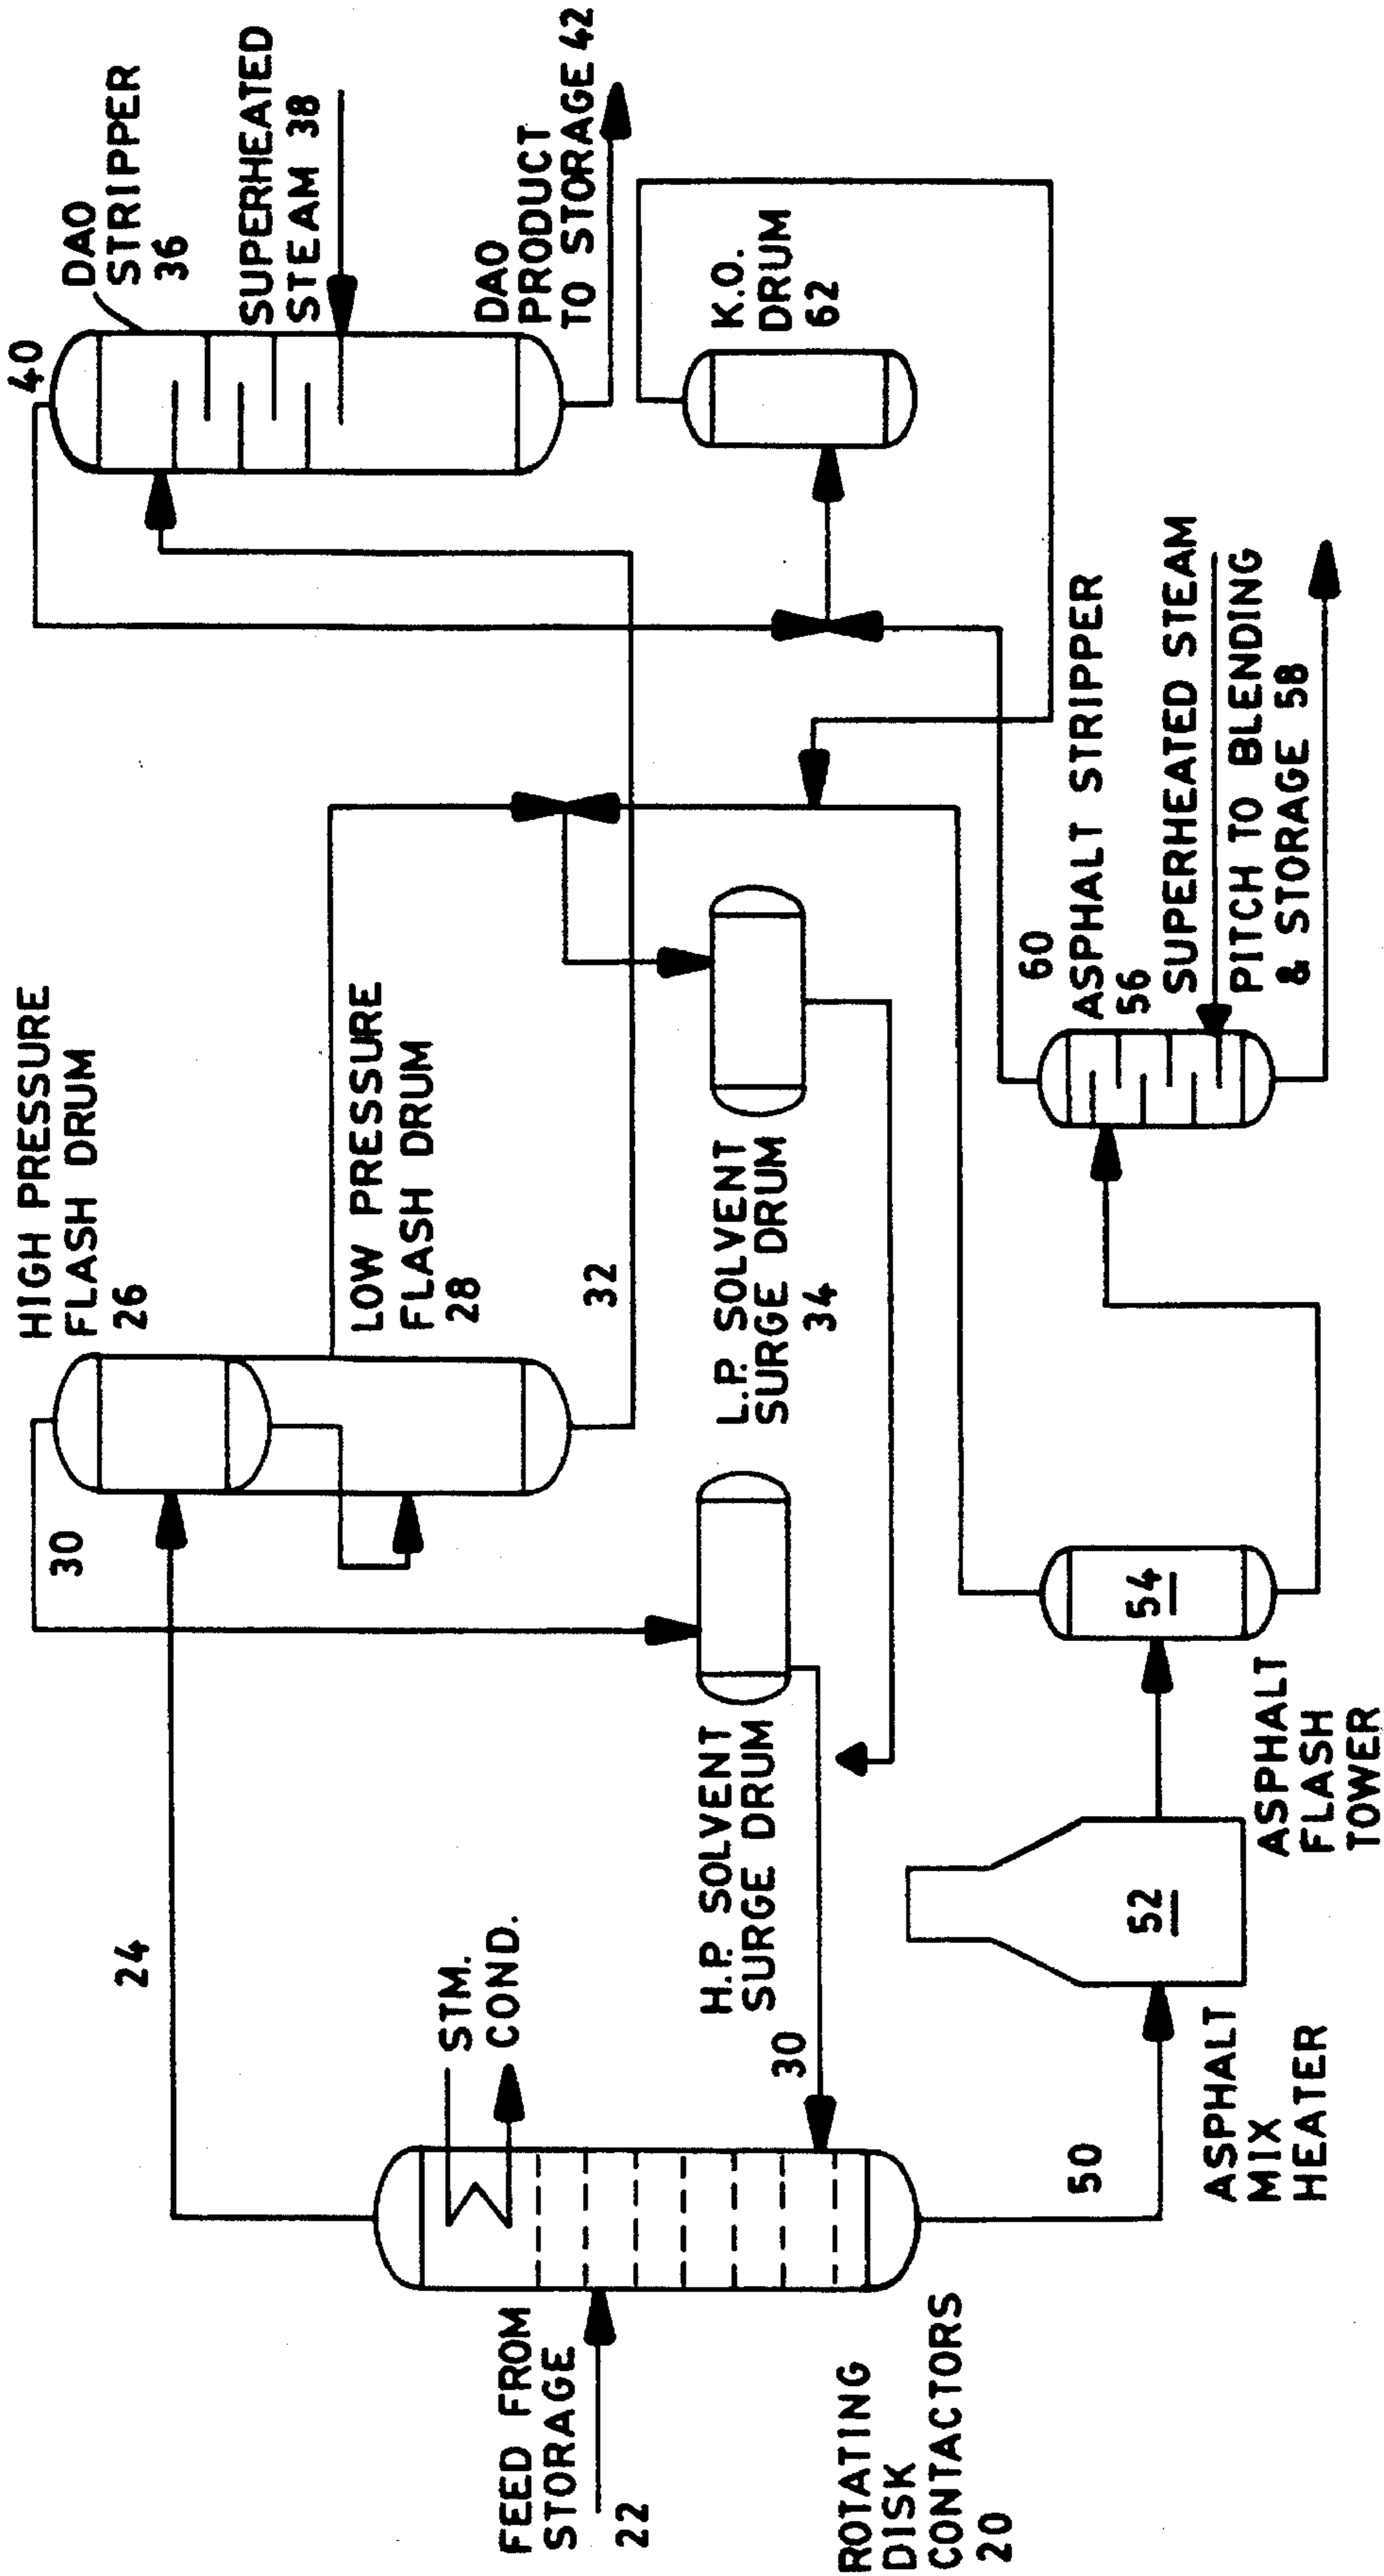 HIGH PRESSURE
FLASH DRUM
26
40
DAO
STRIPPER
36
30
24
SUPERHEATED
STEAM 38
LOW PRESSURE
FLASH DRUM
28
STM.
COND.
DAO
PRODUCT
TO STORAGE 42
FEED FROM
STORAGE
22
32
K.O.
DRUM
62
H.P. SOLVENT
SURGE DRUM
L.P. SOLVENT
SURGE DRUM
34
30
ROTATING
DISK
CONTACTORS
20
50
52
54
60
ASPHALT STRIPPER
56
SUPERHEATED STEAM
ASPHALT
MIX
HEATER
ASPHALT
FLASH
TOWER
PITCH TO BLENDING
& STORAGE 58